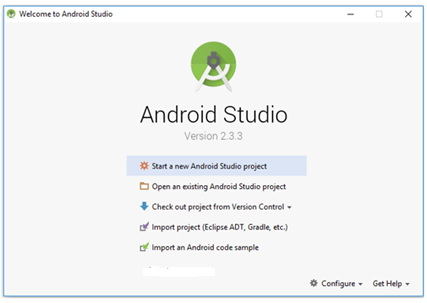 Welcome to Android Studio
Android Studio
Version 2.3.3
Start a new Android Studio project
Open an existing Android Studio project
Check out project from Version Control
Import project (Eclipse ADT, Gradle, etc.)
Import an Android code sample
Configure Get Help